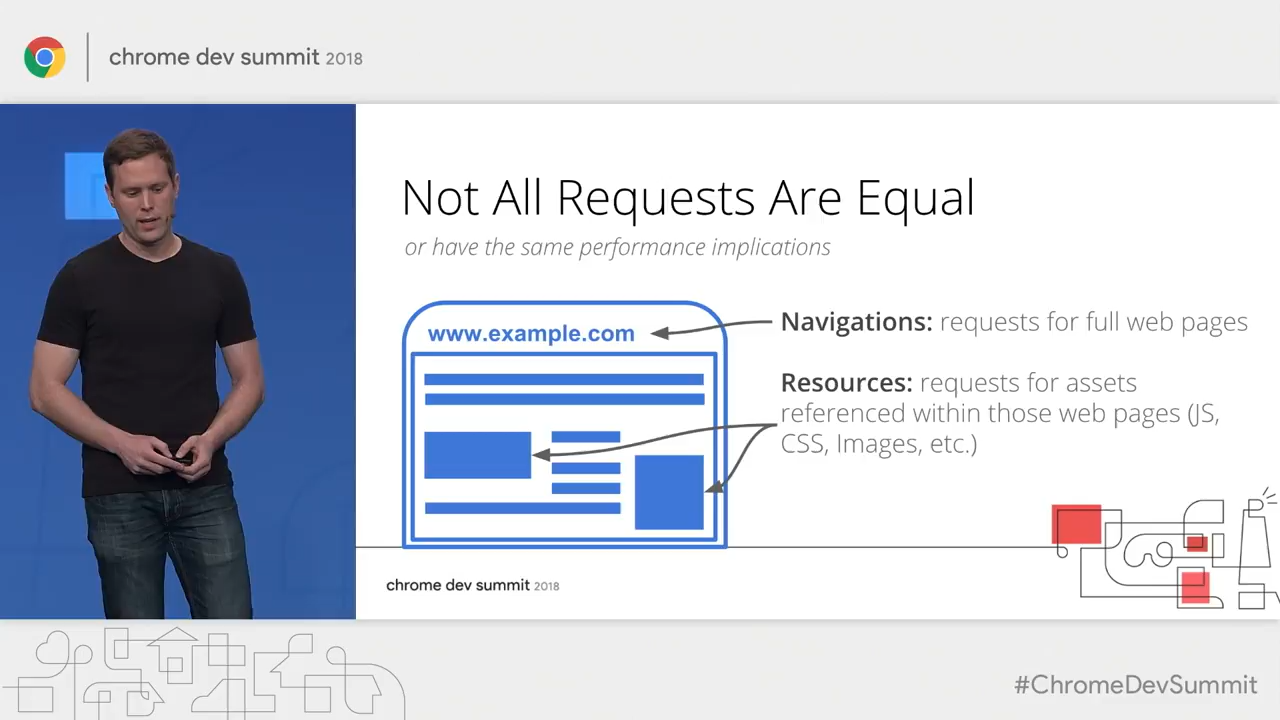 chrome dev summit 2018
Not All Requests Are Equal
or have the same performance implications
www.example.com
Navigations: requests for full web pages
Resources: requests for assets
referenced within those web pages (JS,
CSS, Images, etc.)
chrome dev summit 2018
#ChromeDevSummit